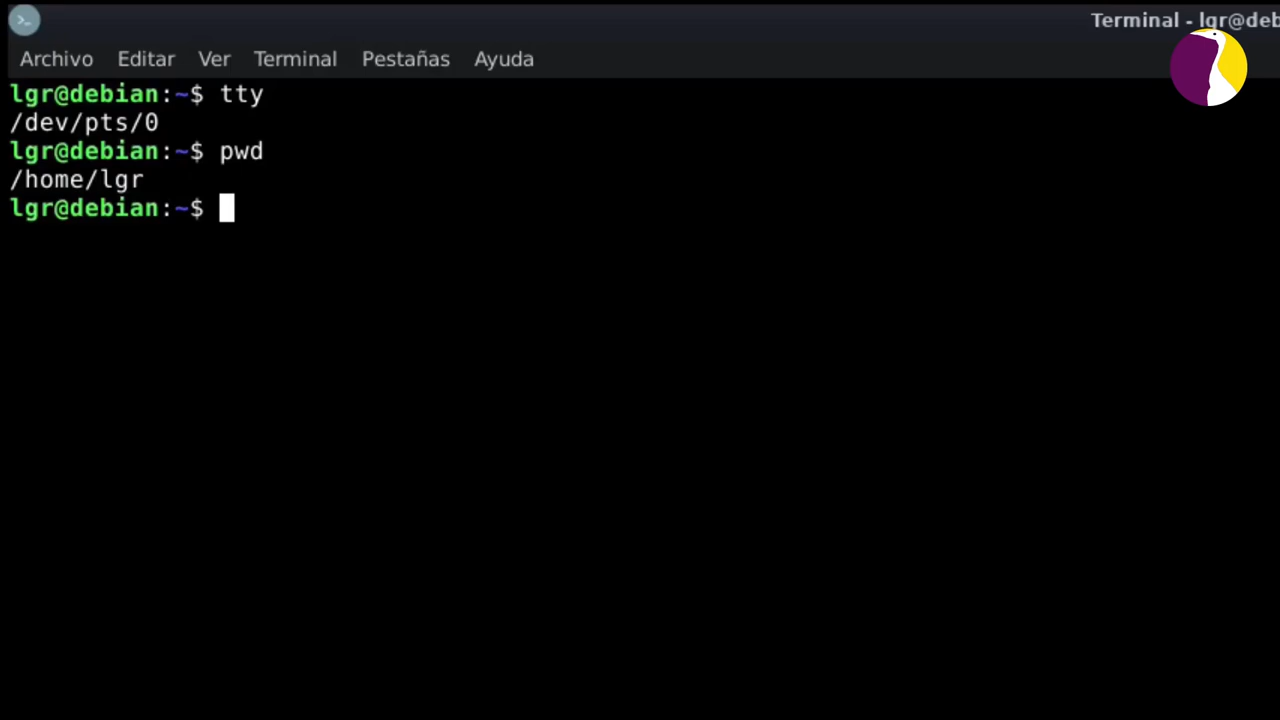 Terminal - lgr@deb
Archivo Editar Ver Terminal Pestañas Ayuda
lgr@debian:~$ tty
/dev/pts/0
lgr@debian:~$ pwd
/home/lgr
lgr@debian:~$